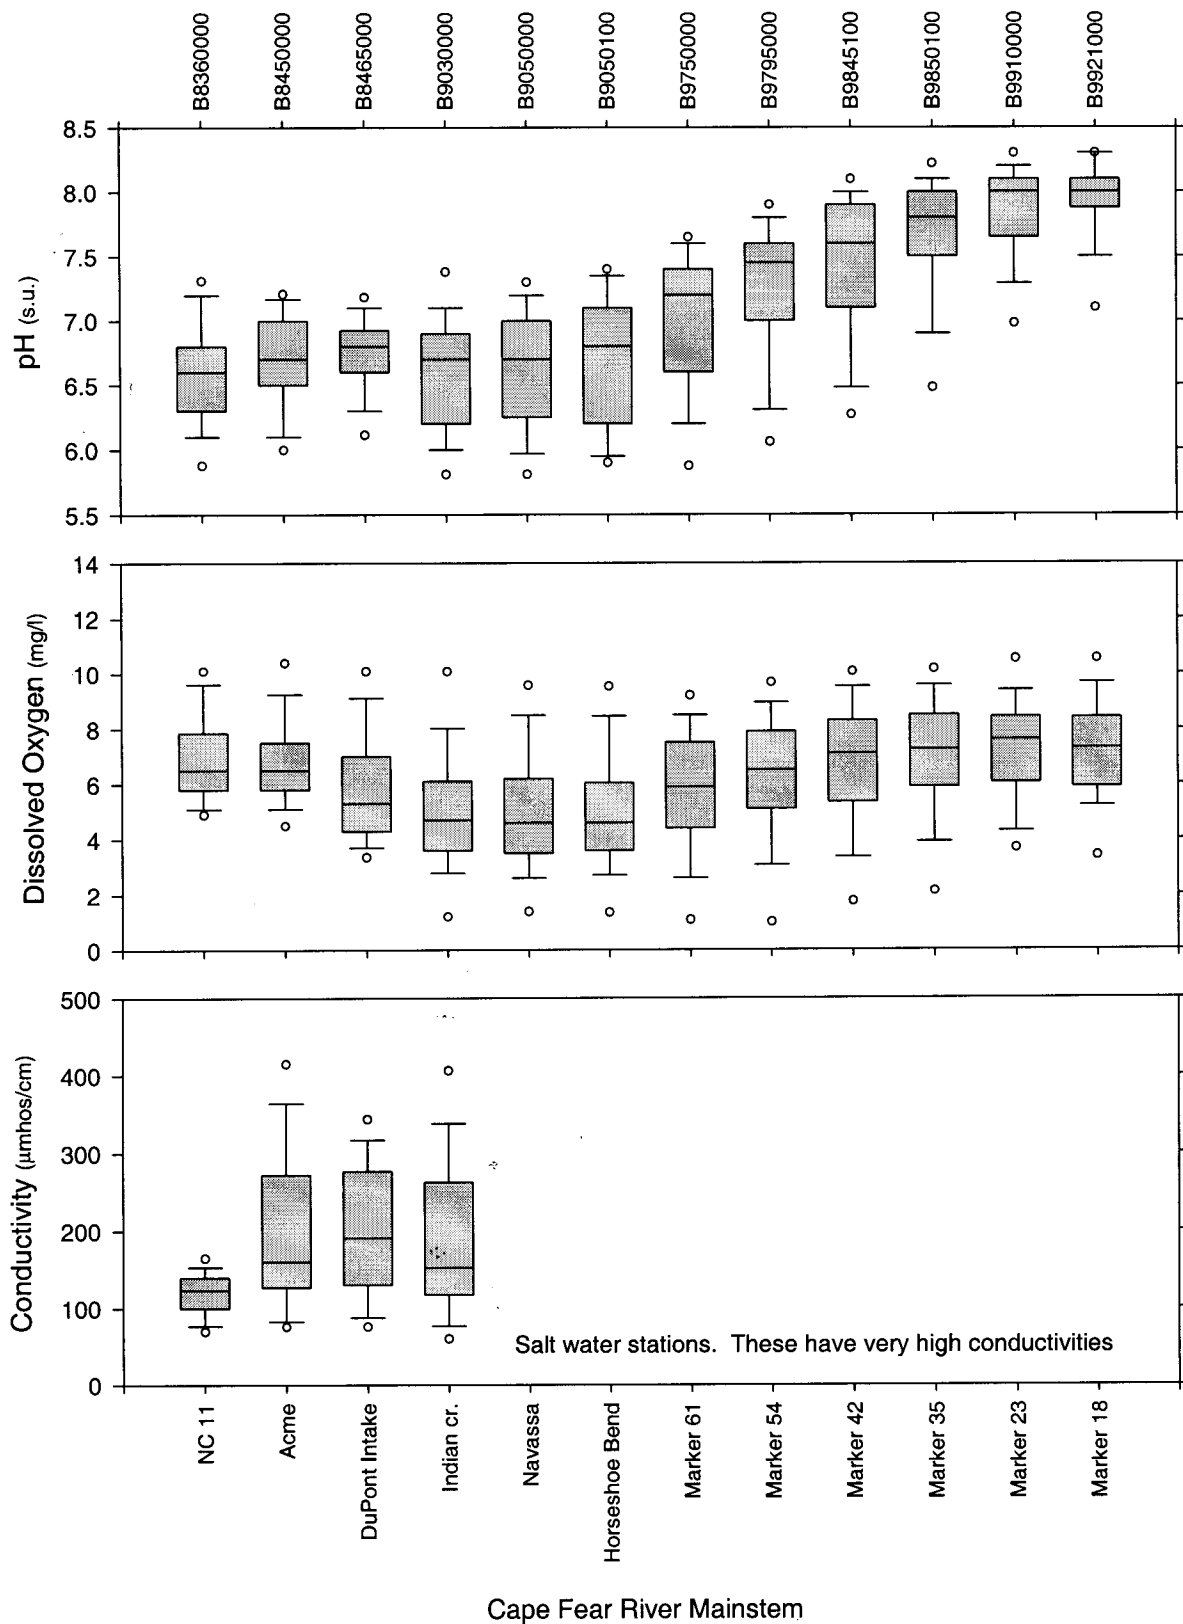 B8360000
B8450000
B8465000
B9030000
B9050000
B9050100
B9750000
B9795000
B9845100
B9850100
B9910000
B9921000
pH (s.u.)
8.5
8.0
7.5
7.0
6.5
6.0
5.5
Dissolved Oxygen (mg/l)
14
12
10
8
6
4
2
0
Conductivity (μmhos/cm)
500
400
300
200
100
0
Salt water stations. These have very high conductivities
NC 11
Acme
DuPont Intake
Indian cr.
Navassa
Horseshoe Bend
Marker 61
Marker 54
Marker 42
Marker 35
Marker 23
Marker 18
Cape Fear River Mainstem